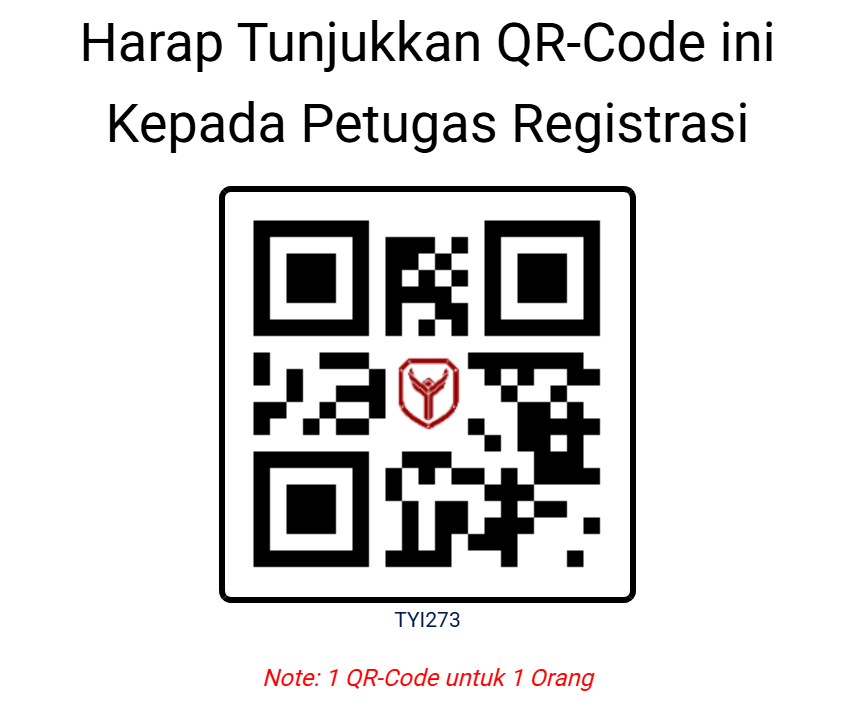 Harap Tunjukkan QR-Code ini
Kepada Petugas Registrasi
TYI273
Note: 1 QR-Code untuk 1 Orang